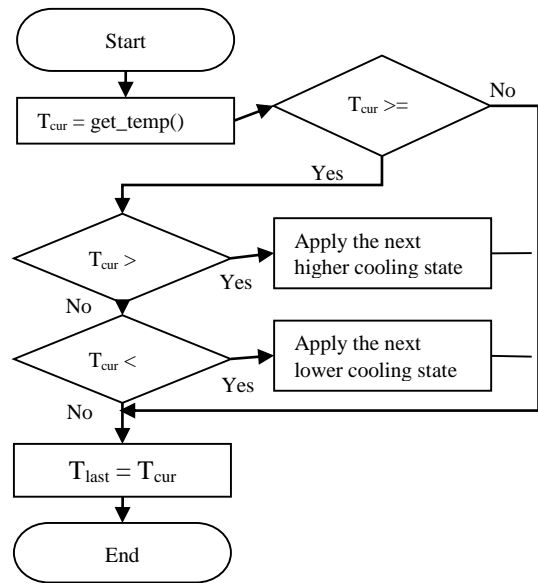 Start
T_cur = get_temp()
T_cur >=
No
Yes
T_cur >
Yes
Apply the next
higher cooling state
No
T_cur <
Yes
Apply the next
lower cooling state
No
T_last = T_cur
End